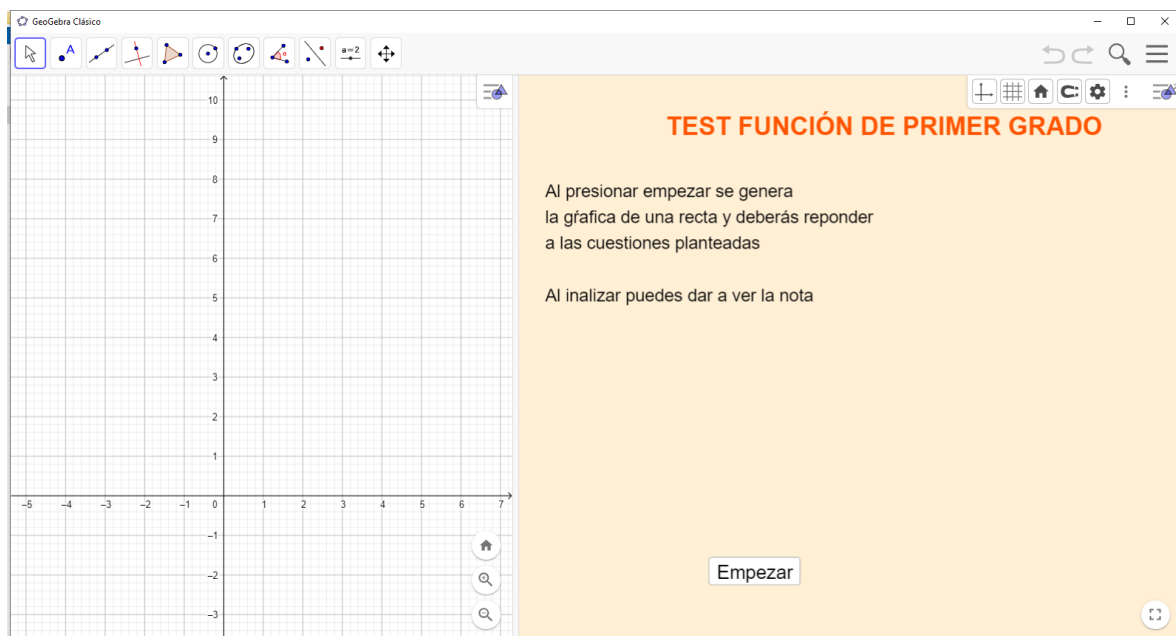 GeoGebra Clásico
A
a=2
TEST FUNCIÓN DE PRIMER GRADO
Al presionar empezar se genera
la gŕafica de una recta y deberás reponder
a las cuestiones planteadas
Al inalizar puedes dar a ver la nota
Empezar
10
9
8
7
6
5
4
3
2
1
–5 –4 –3 –2 –1 0 1 2 3 4 5 6 7
–1
–2
–3